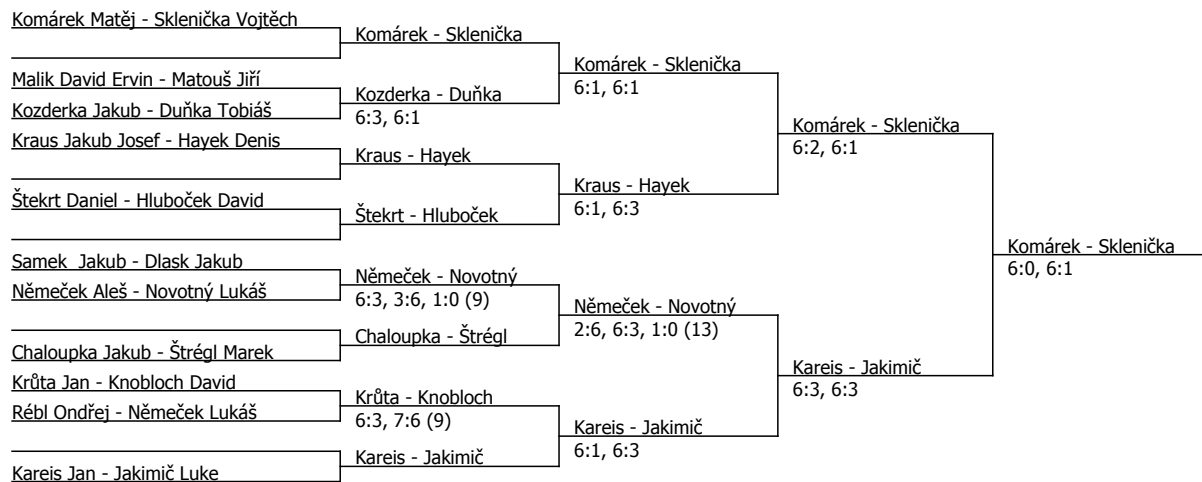 Komárek Matěj - Sklenička Vojtěch
Malik David Ervin - Matouš Jiří
Kozderka Jakub - Duňka Tobiáš
Kraus Jakub Josef - Hayek Denis
Štekrt Daniel - Hluboček David
Samek  Jakub - Dlask Jakub
Němeček Aleš - Novotný Lukáš
Chaloupka Jakub - Štrégl Marek
Krůta Jan - Knobloch David
Rébl Ondřej - Němeček Lukáš
Kareis Jan - Jakimič Luke
Komárek - Sklenička
Kozderka - Duňka
6:3, 6:1
Kraus - Hayek
Štekrt - Hluboček
Němeček - Novotný
6:3, 3:6, 1:0 (9)
Chaloupka - Štrégl
Krůta - Knobloch
6:3, 7:6 (9)
Kareis - Jakimič
Komárek - Sklenička
6:1, 6:1
Kraus - Hayek
6:1, 6:3
Němeček - Novotný
2:6, 6:3, 1:0 (13)
Kareis - Jakimič
6:1, 6:3
Komárek - Sklenička
6:2, 6:1
Kareis - Jakimič
6:3, 6:3
Komárek - Sklenička
6:0, 6:1